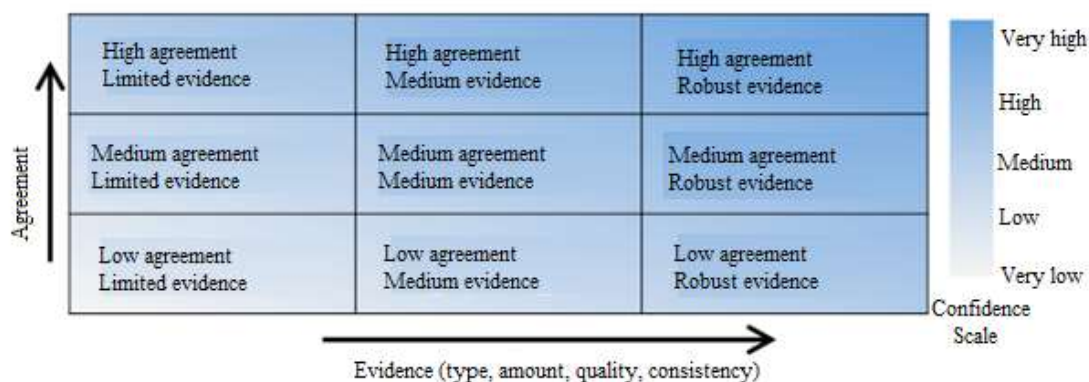 High agreement
Limited evidence
High agreement
Medium evidence
High agreement
Robust evidence
Medium agreement
Limited evidence
Medium agreement
Medium evidence
Medium agreement
Robust evidence
Low agreement
Limited evidence
Low agreement
Medium evidence
Low agreement
Robust evidence
Agreement
Evidence (type, amount, quality, consistency)
Very high
High
Medium
Low
Very low
Confidence
Scale